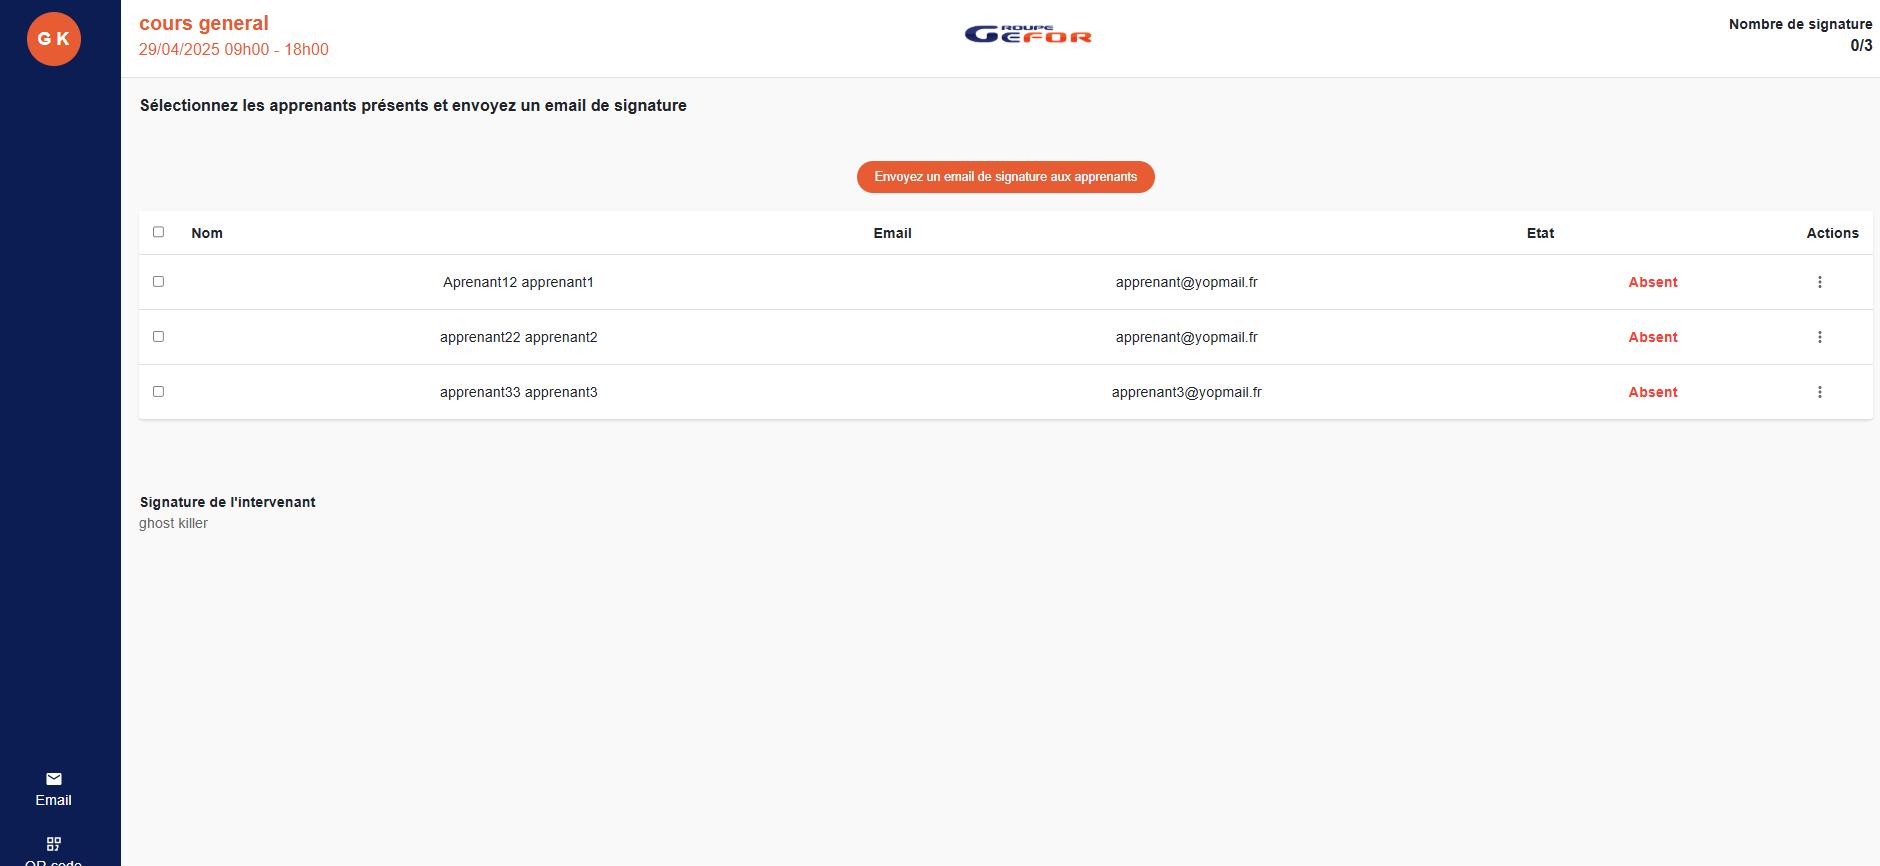 G K
cours general
29/04/2025 09h00 - 18h00
GROUPE GEFOR
Nombre de signature
0/3
Sélectionnez les apprenants présents et envoyez un email de signature
Envoyez un email de signature aux apprenants
Nom Email Etat Actions
Aprenant12 apprenant1 apprenant@yopmail.fr Absent
apprenant22 apprenant2 apprenant@yopmail.fr Absent
apprenant33 apprenant3 apprenant3@yopmail.fr Absent
Signature de l'intervenant
ghost killer
Email
QR code